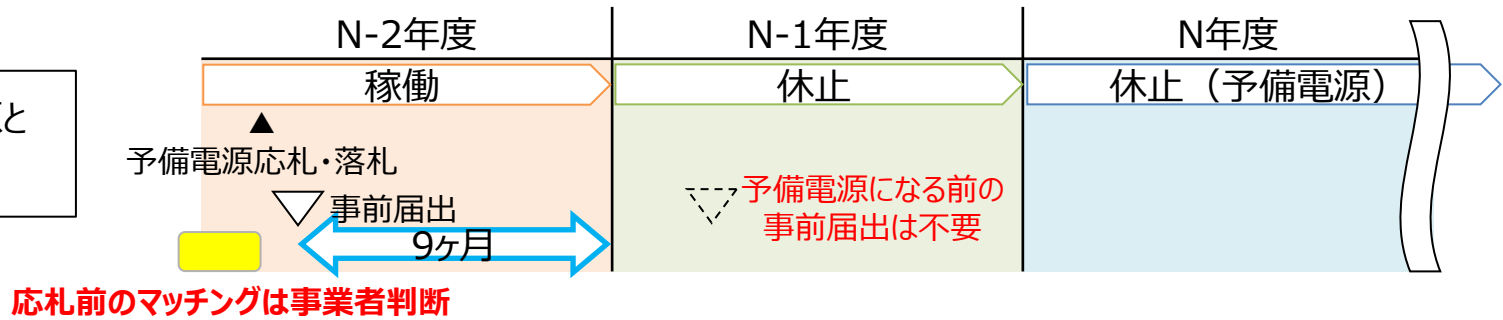 N-2年度
N-1年度
N年度
稼働
休止
休止（予備電源）
と
予備電源応札・落札
事前届出
9ヶ月
予備電源になる前の
事前届出は不要
応札前のマッチングは事業者判断